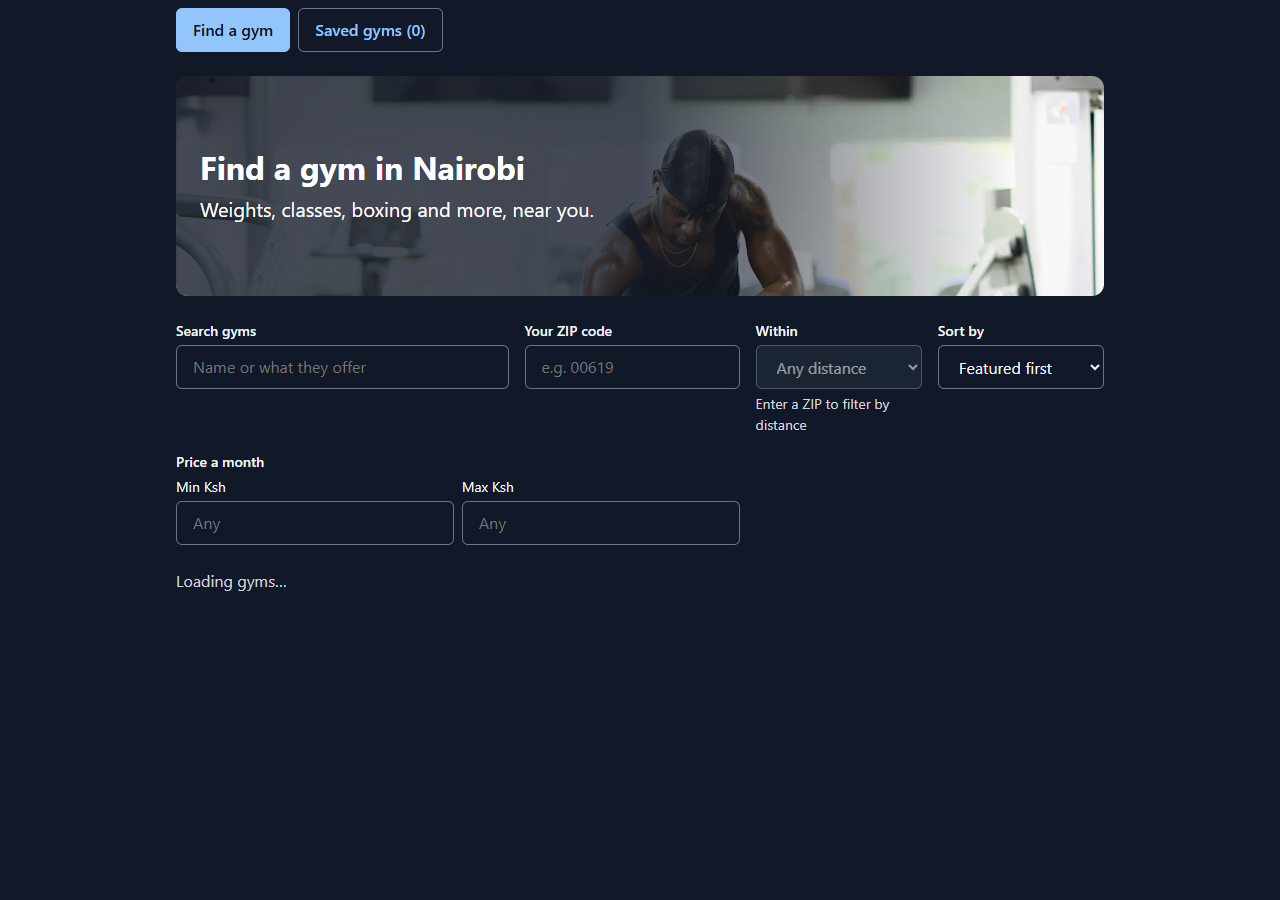 Find a gym
Saved gyms (0)
Find a gym in Nairobi
Weights, classes, boxing and more, near you.
Search gyms
Your ZIP code
Within
Sort by
Name or what they offer
e.g. 00619
Any distance
Featured first
Enter a ZIP to filter by
distance
Price a month
Min Ksh
Max Ksh
Any
Any
Loading gyms...